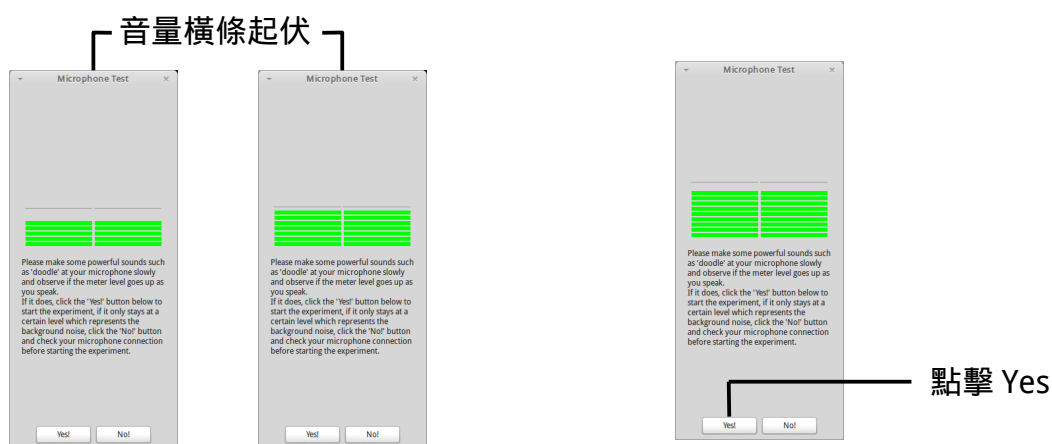 音量橫條起伏
Microphone Test
Please make some powerful sounds such
as 'doodle' at your microphone slowly
and observe if the meter level goes up as
you speak.
If it does, click the 'Yes!' button below to
start the experiment, if it only stays at a
certain level which represents the
background noise, click the 'No!' button
and check your microphone connection
before starting the experiment.
Yes! No!
Microphone Test
Please make some powerful sounds such
as 'doodle' at your microphone slowly
and observe if the meter level goes up as
you speak.
If it does, click the 'Yes!' button below to
start the experiment, if it only stays at a
certain level which represents the
background noise, click the 'No!' button
and check your microphone connection
before starting the experiment.
Yes! No!
Microphone Test
Please make some powerful sounds such
as 'doodle' at your microphone slowly
and observe if the meter level goes up as
you speak.
If it does, click the 'Yes!' button below to
start the experiment, if it only stays at a
certain level which represents the
background noise, click the 'No!' button
and check your microphone connection
before starting the experiment.
Yes! No!
點擊 Yes